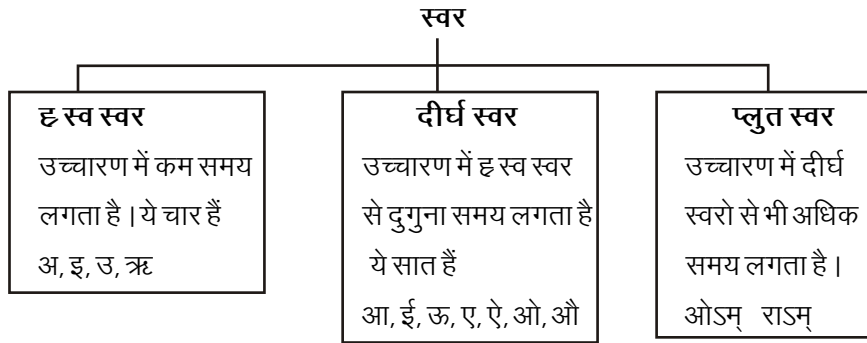 स्वर
ह्रस्व स्वर
उच्चारण में कम समय
लगता है । ये चार हैं
अ, इ, उ, ऋ
दीर्घ स्वर
उच्चारण में ह्रस्व स्वर
से दुगुना समय लगता है
ये सात हैं
आ, ई, ऊ, ए, ऐ, ओ, औ
प्लुत स्वर
उच्चारण में दीर्घ
स्वरो से भी अधिक
समय लगता है ।
ओऽम् राऽम्